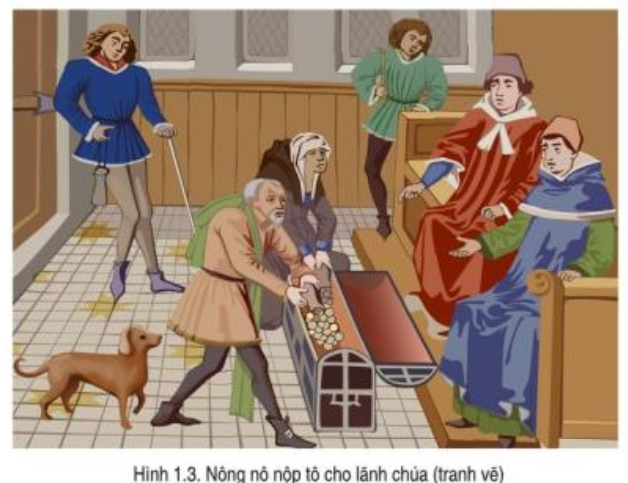 Hình 1.3. Nông nô nộp tô cho lãnh chúa (tranh vẽ)